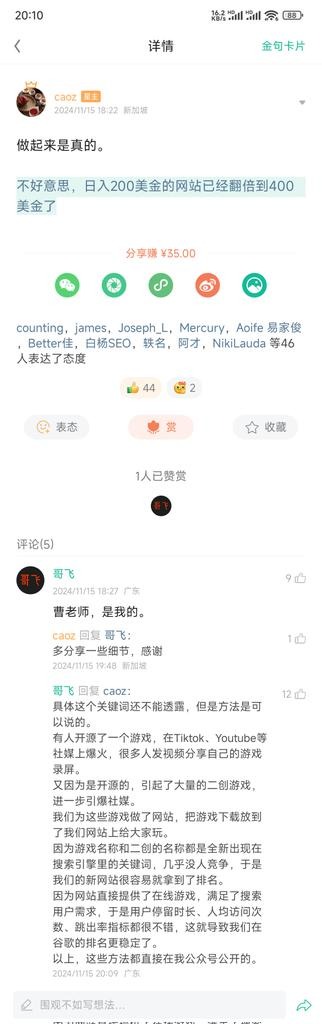 20:10
16.2 KB/s HD HD 88
详情
金句卡片
caoz 星主
2024/11/15 18:22 新加坡
做起来是真的。
不好意思，日入200美金的网站已经翻倍到400
美金了
分享赚 ¥35.00
counting，james，Joseph_L，Mercury，Aoife 易家俊
，Better佳，白杨SEO，轶名，阿才，NikiLauda 等46
人表达了态度
44
2
表态
赏
收藏
1人已赞赏
哥飞
评论(5)
哥飞
哥飞
9
2024/11/15 18:27 广东
曹老师，是我的。
caoz 回复 哥飞：
1
多分享一些细节，感谢
2024/11/15 19:48 新加坡
哥飞 回复 caoz：
12
具体这个关键词还不能透露，但是方法是可
以说的。
有人开源了一个游戏，在Tiktok、Youtube等
社媒上爆火，很多人发视频分享自己的游戏
录屏。
又因为是开源的，引起了大量的二创游戏，
进一步引爆社媒。
我们为这些游戏做了网站，把游戏下载放到
了我们网站上给大家玩。
因为游戏名称和二创的名称都是全新出现在
搜索引擎里的关键词，几乎没人竞争，于是
我们的新网站很容易就拿到了排名。
因为网站直接提供了在线游戏，满足了搜索
用户需求，于是用户停留时长、人均访问次
数、跳出率指标都很不错，这就导致我们在
谷歌的排名更稳定了。
以上，这些方法都直接在我公众号公开的。
2024/11/15 20:09 广东
围观不如写想法...